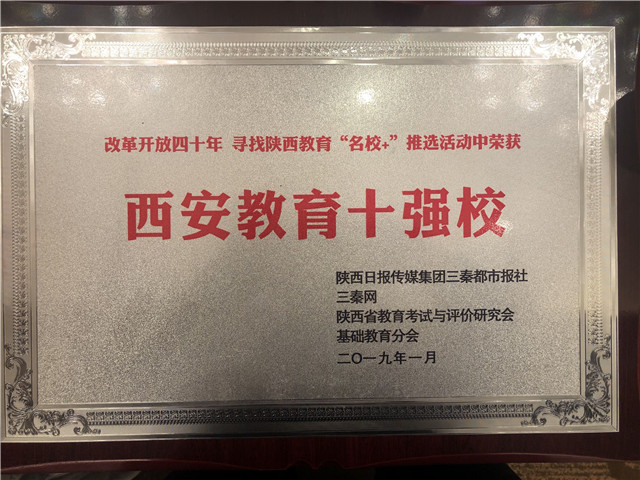 改革开放四十年 寻找陕西教育“名校+”推选活动中荣获
西安教育十强校
陕西日报传媒集团三秦都市报社
三秦网
陕西省教育考试与评价研究会
基础教育分会
二〇一九年一月